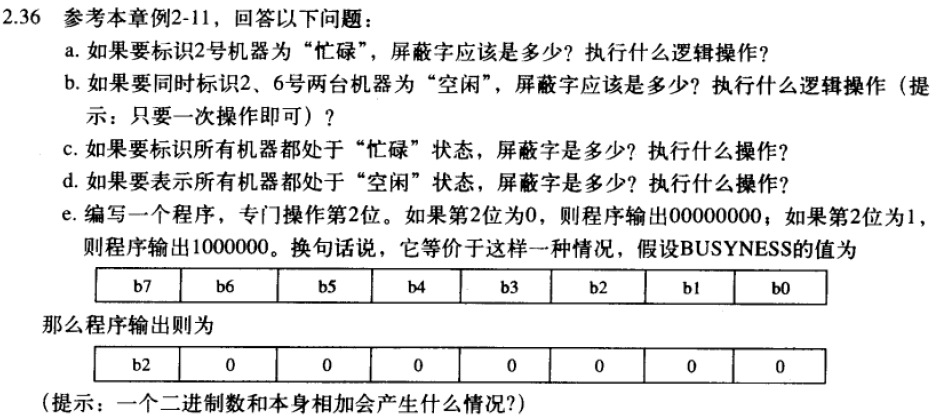 2.36 参考本章例2-11，回答以下问题：
a. 如果要标识2号机器为“忙碌”，屏蔽字应该是多少？执行什么逻辑操作？
b. 如果要同时标识2、6号两台机器为“空闲”，屏蔽字应该是多少？执行什么逻辑操作（提
示：只要一次操作即可）？
c. 如果要标识所有机器都处于“忙碌”状态，屏蔽字是多少？执行什么操作？
d. 如果要表示所有机器都处于“空闲”状态，屏蔽字是多少？执行什么操作？
e. 编写一个程序，专门操作第2位。如果第2位为0，则程序输出00000000；如果第2位为1，
则程序输出1000000。换句话说，它等价于这样一种情况，假设BUSYNESS的值为
b7 b6 b5 b4 b3 b2 b1 b0
那么程序输出则为
b2 0 0 0 0 0 0 0
（提示：一个二进制数和本身相加会产生什么情况？）